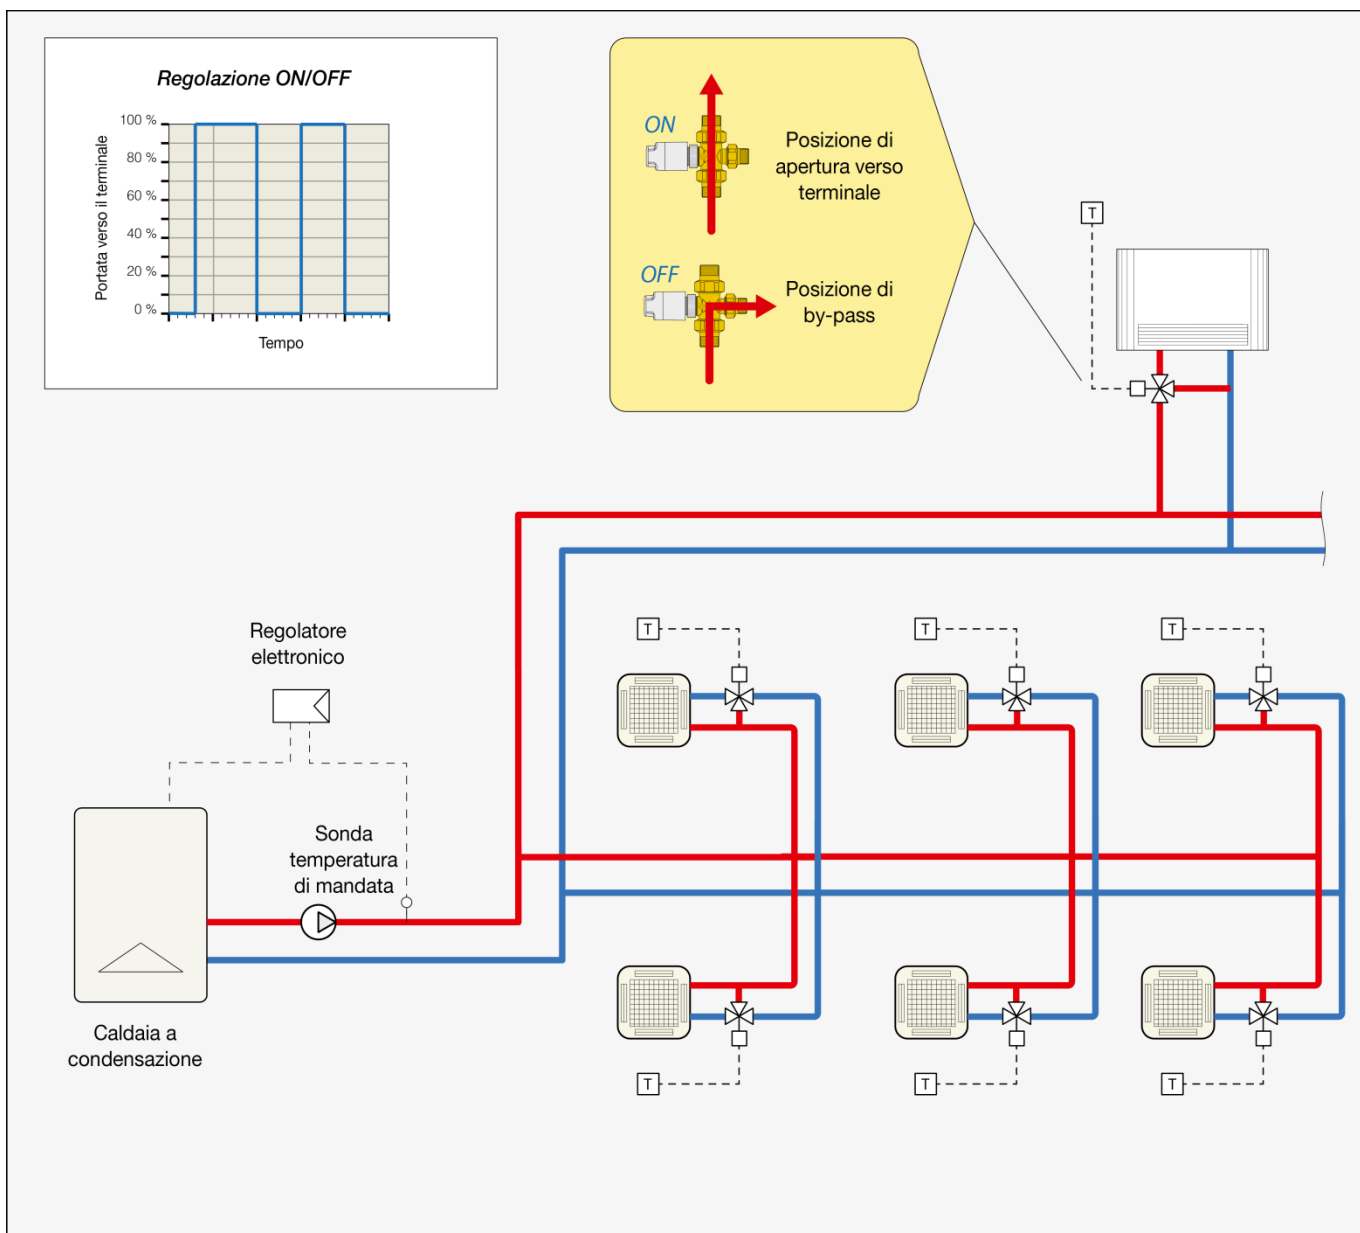 Regolazione ON/OFF
Portata verso il terminale
100 %
80 %
60 %
40 %
20 %
0 %
Tempo
ON
Posizione di
apertura verso
terminale
OFF
Posizione di
by-pass
T
Regolatore
elettronico
T
T
T
Sonda
temperatura
di mandata
Caldaia a
condensazione
T
T
T